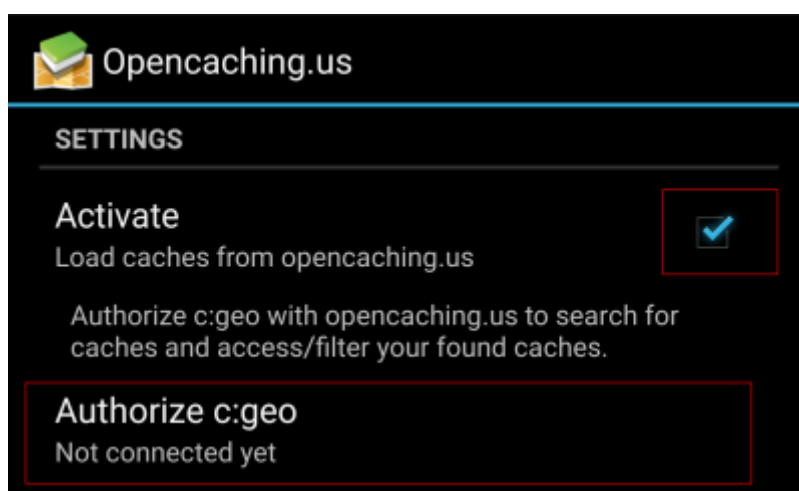 Opencaching.us
SETTINGS
Activate
Load caches from opencaching.us
Authorize c:geo with opencaching.us to search for
caches and access/filter your found caches.
Authorize c:geo
Not connected yet